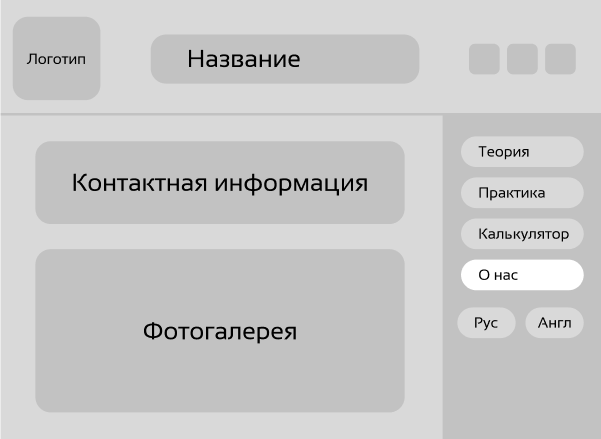 Логотип
Название
Контактная информация
Фотогалерея
Теория
Практика
Калькулятор
О нас
Рус Англ